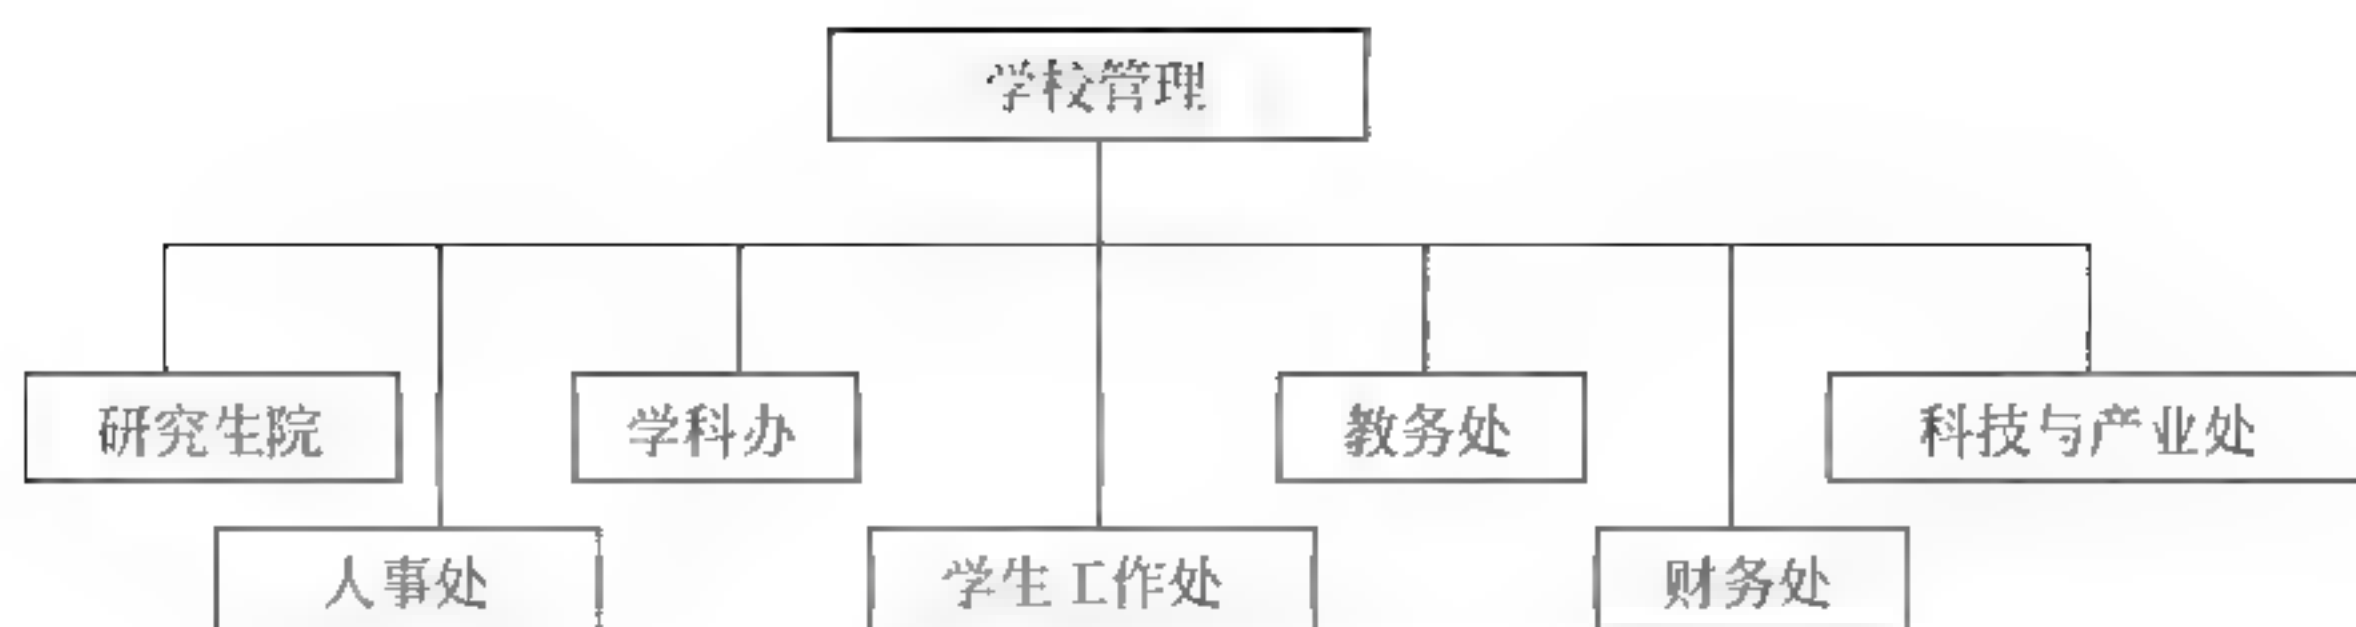 学校管理
研究生院
学科办
教务处
科技与产业处
人事处
学生工作处
财务处